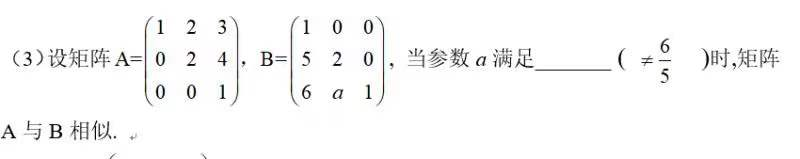 （3）设矩阵 A=(1 2 3 0 2 4 0 0 1), B=(1 0 0 5 2 0 6 a 1), 当参数 a 满足______ ( ≠ 6/5 )时,矩阵
A 与 B 相似.